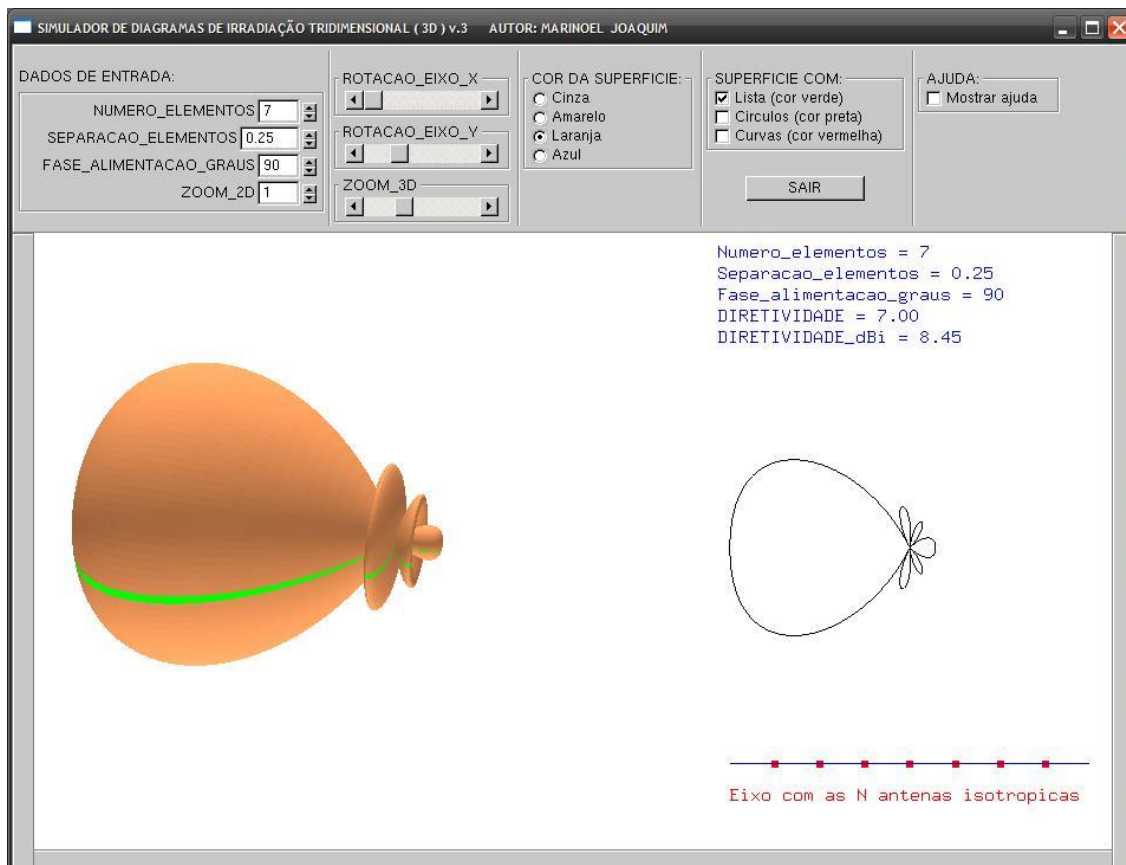 SIMULADOR DE DIAGRAMAS DE IRRADIAÇÃO TRIDIMENSIONAL ( 3D ) v.3 AUTOR: MARINOEL JOAQUIM
DADOS DE ENTRADA:
NUMERO_ELEMENTOS 7
SEPARACAO_ELEMENTOS 0.25
FASE_ALIMENTACAO_GRAUS 90
ZOOM_2D 1
ROTACAO_EIXO_X
ROTACAO_EIXO_Y
ZOOM_3D
COR DA SUPERFICIE:
Cinza
Amarelo
Laranja
Azul
SUPERFICIE COM:
Lista (cor verde)
Circulos (cor preta)
Curvas (cor vermelha)
SAIR
AJUDA:
Mostrar ajuda
Numero_elementos = 7
Separacao_elementos = 0.25
Fase_alimentacao_graus = 90
DIRETIVIDADE = 7.00
DIRETIVIDADE_dBi = 8.45
Eixo com as N antenas isotropicas